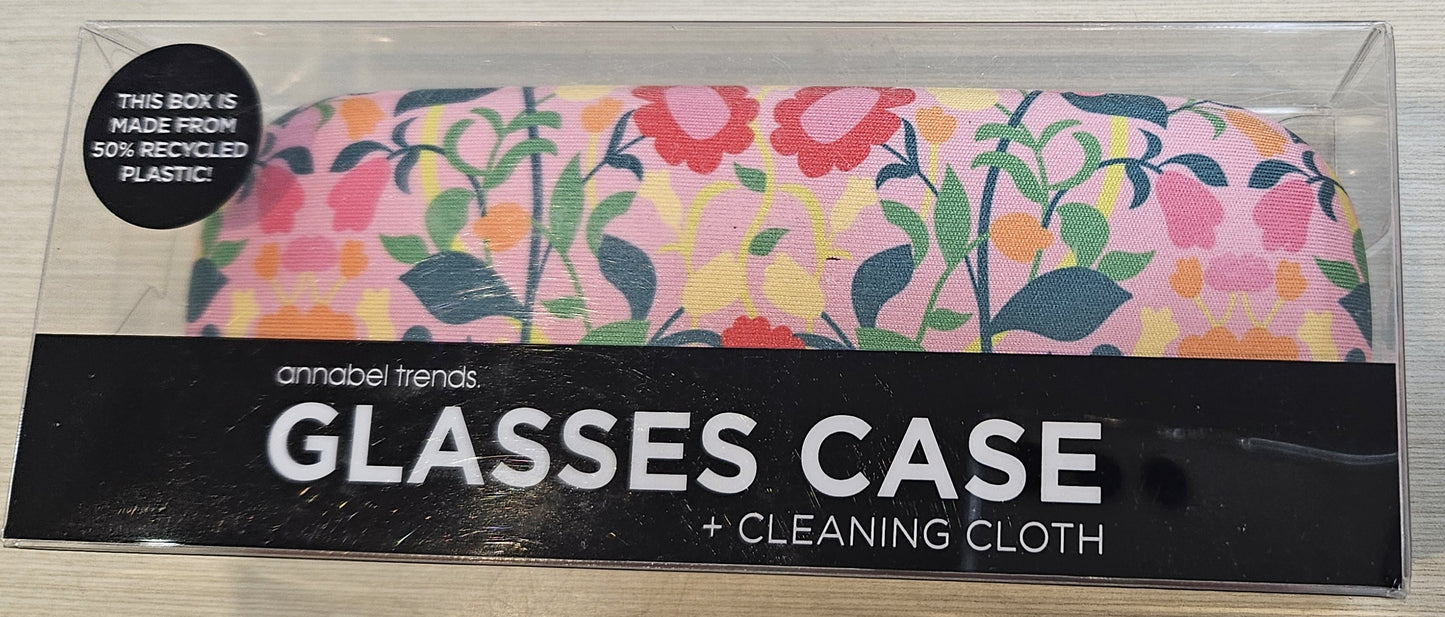 THIS BOX IS
MADE FROM
50% RECYCLED
PLASTIC!
annabel trends.
GLASSES CASE
+ CLEANING CLOTH